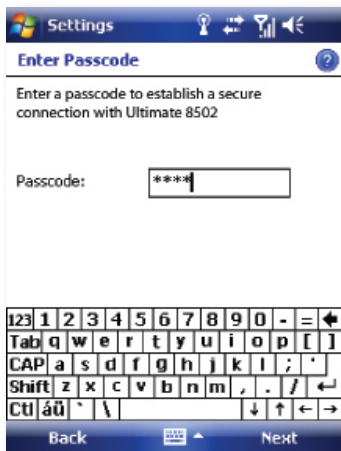 Settings
Enter Passcode
?
Enter a passcode to establish a secure
connection with Ultimate 8502
Passcode: ****
123 1 2 3 4 5 6 7 8 9 0 - = ←
Tab q w e r t y u i o p [ ]
CAP a s d f g h j k l ; '
Shift z x c v b n m , . / ↵
Ctl áü ` \ ↓ ↑ ← →
Back Next